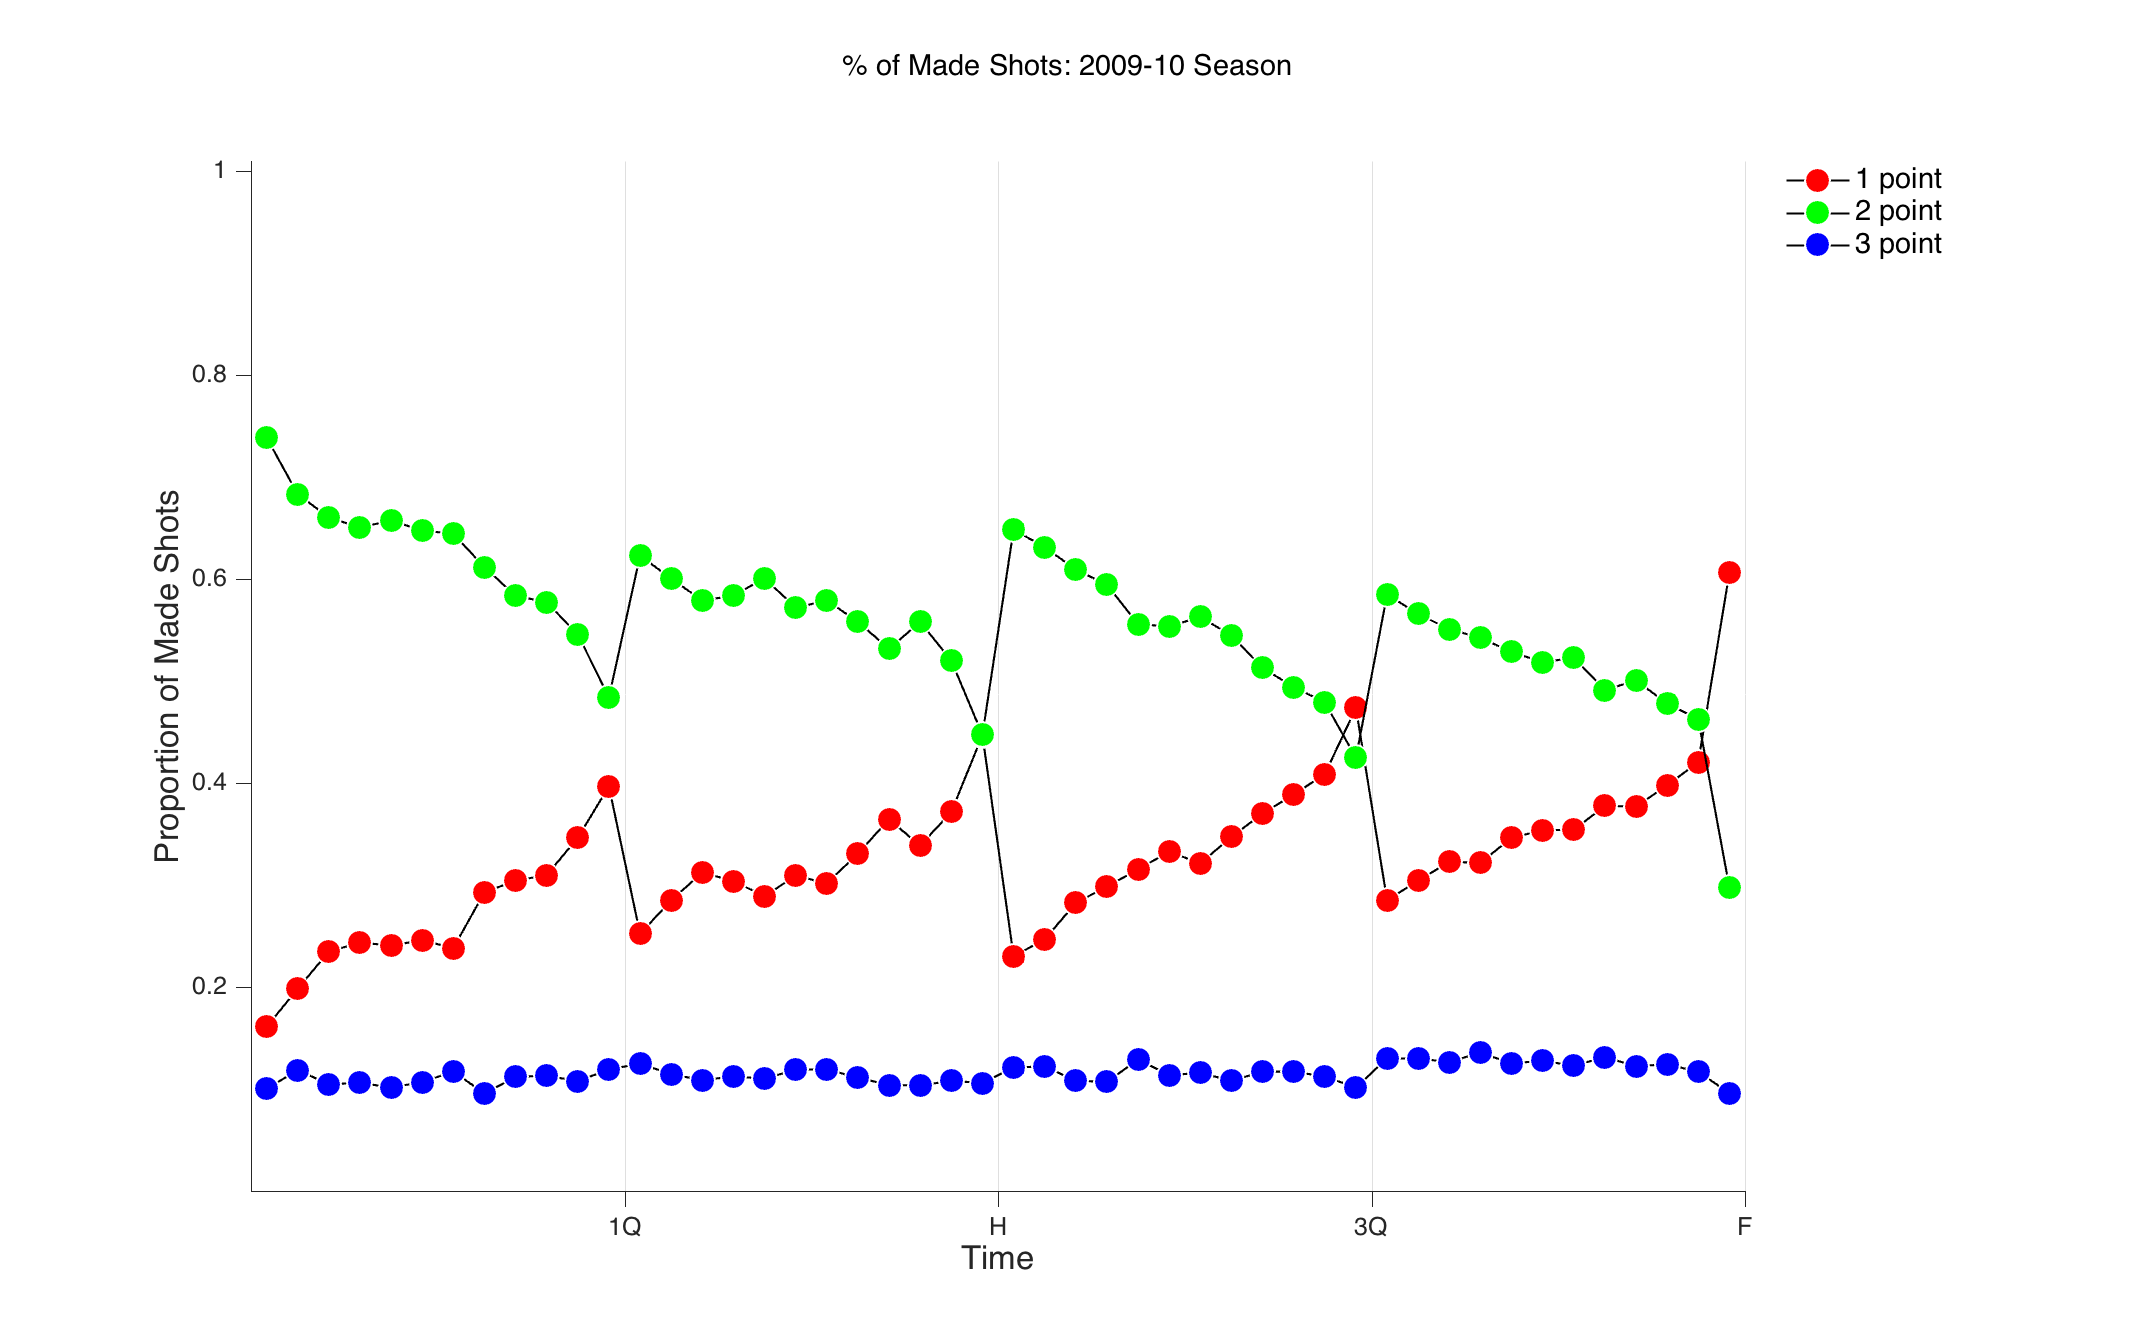 % of Made Shots: 2009-10 Season
1 point
2 point
3 point
1
0.8
0.6
0.4
0.2
Proportion of Made Shots
1Q
H
3Q
F
Time